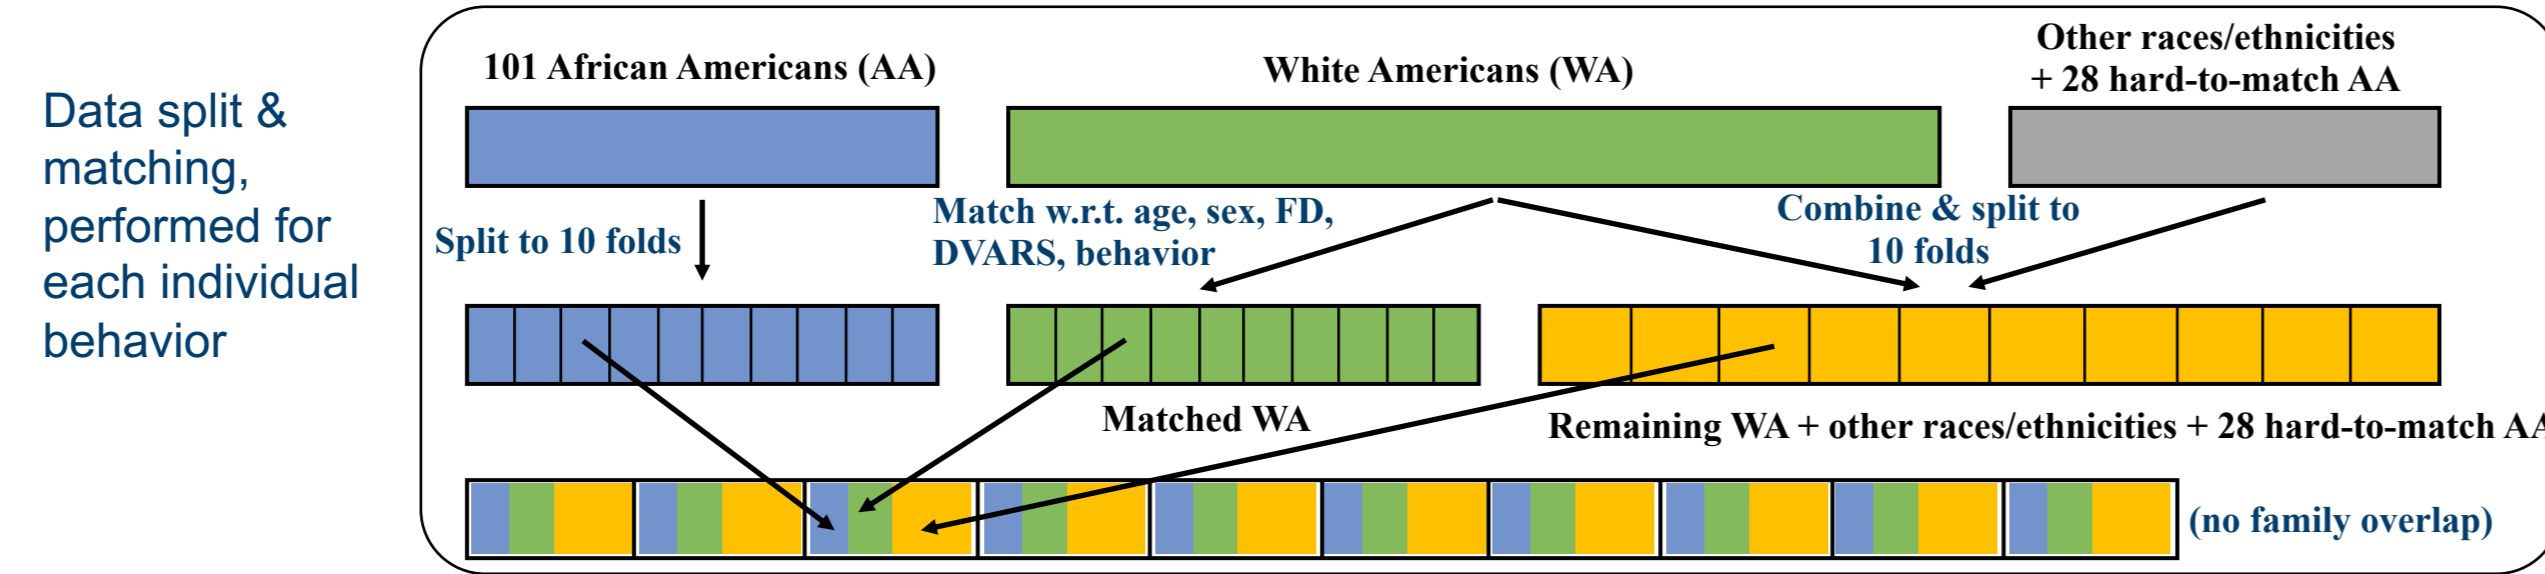 Data split &
matching,
performed for
each individual
behavior
101 African Americans (AA)
White Americans (WA)
Other races/ethnicities
+ 28 hard-to-match AA
Split to 10 folds
Match w.r.t. age, sex, FD,
DVARS, behavior
Combine & split to
10 folds
Matched WA
Remaining WA + other races/ethnicities + 28 hard-to-match AA
(no family overlap)